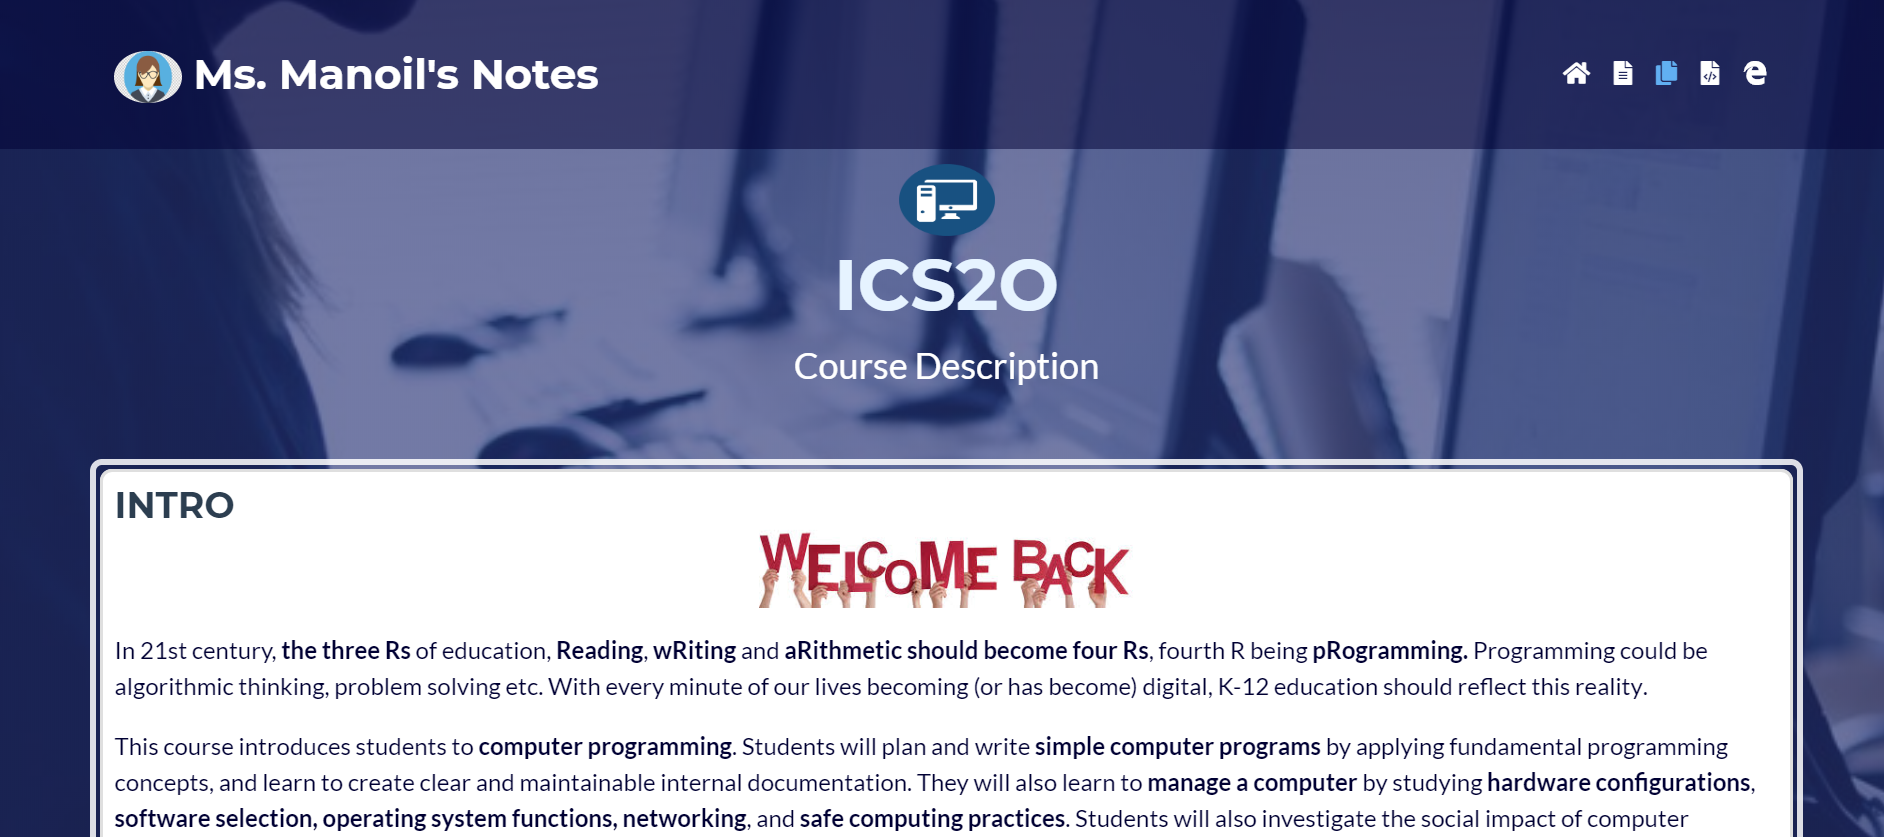 Ms. Manoil's Notes
ICS2O
Course Description
INTRO
WELCOME BACK
In 21st century, the three Rs of education, Reading, wRiting and aRithmetic should become four Rs, fourth R being pRogramming. Programming could be
algorithmic thinking, problem solving etc. With every minute of our lives becoming (or has become) digital, K-12 education should reflect this reality.
This course introduces students to computer programming. Students will plan and write simple computer programs by applying fundamental programming
concepts, and learn to create clear and maintainable internal documentation. They will also learn to manage a computer by studying hardware configurations,
software selection, operating system functions, networking, and safe computing practices. Students will also investigate the social impact of computer